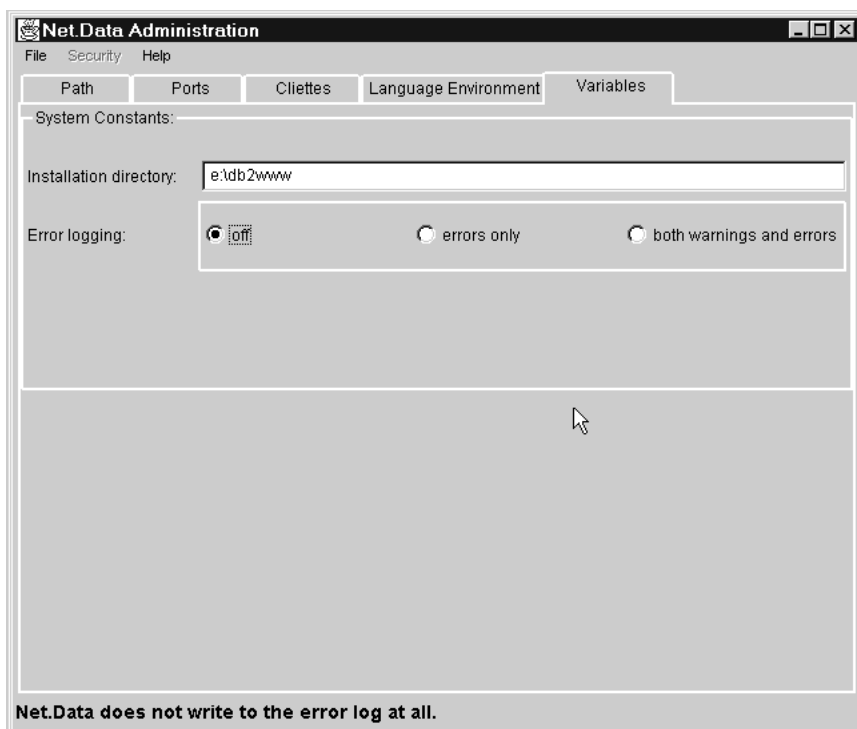 Net.Data Administration
File Security Help
Path Ports Cliettes Language Environment Variables
System Constants:
Installation directory: e:\db2www
Error logging: off errors only both warnings and errors
Net.Data does not write to the error log at all.